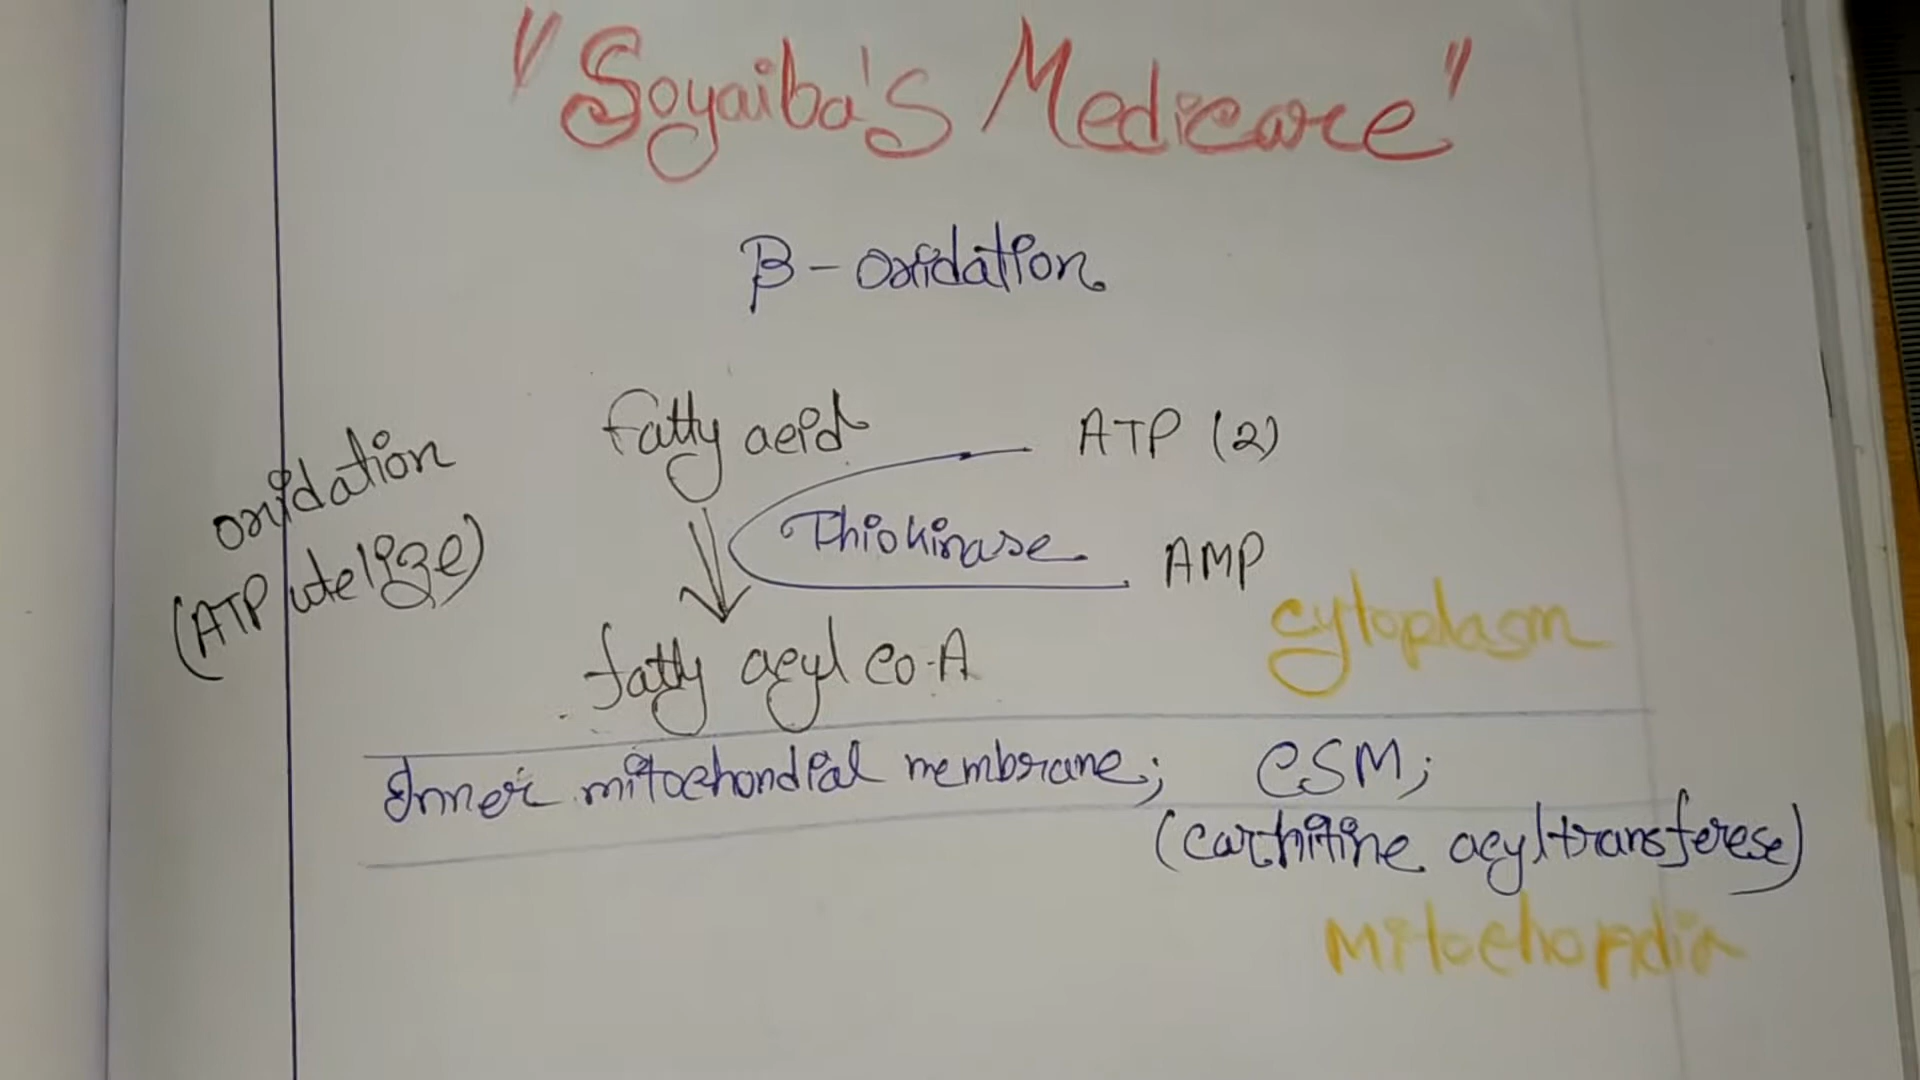 "Soyaiba's Medicare"
β-oxidation
Fatty acid
ATP (2)
oxidation
(ATP utelize)
Thiokinase
AMP
fatty acyl co-A
cytoplasm
Inner mitochondial membrane; CSM;
(carnitine acyltransferese)
Mitochondia